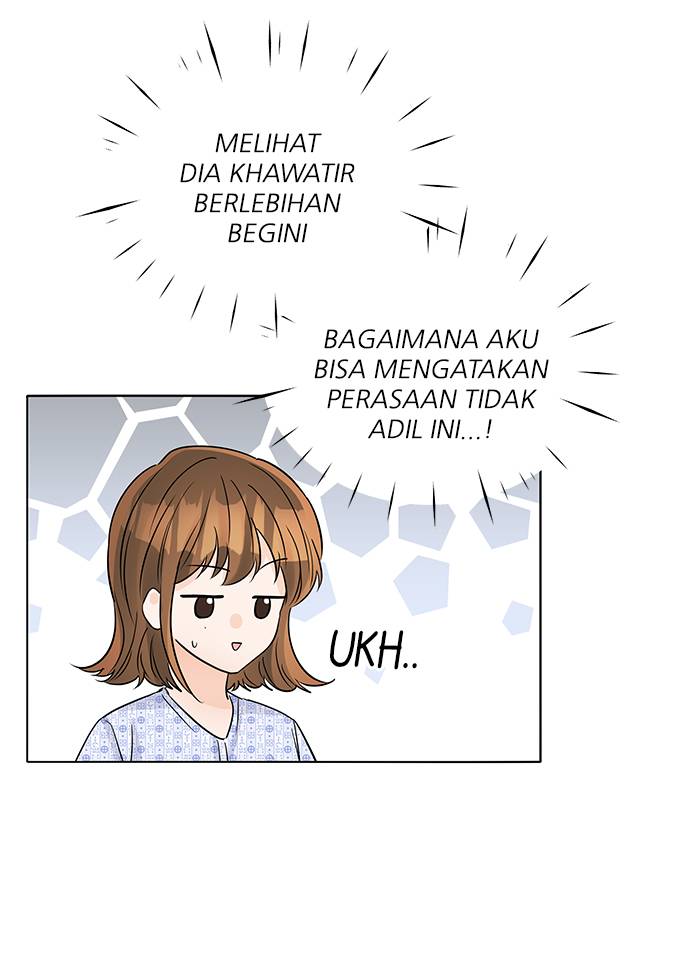 MELIHAT
DIA KHAWATIR
BERLEBIHAN
BEGINI
BAGAIMANA AKU
BISA MENGATAKAN
PERASAAN TIDAK
ADIL INI...!
UKH..